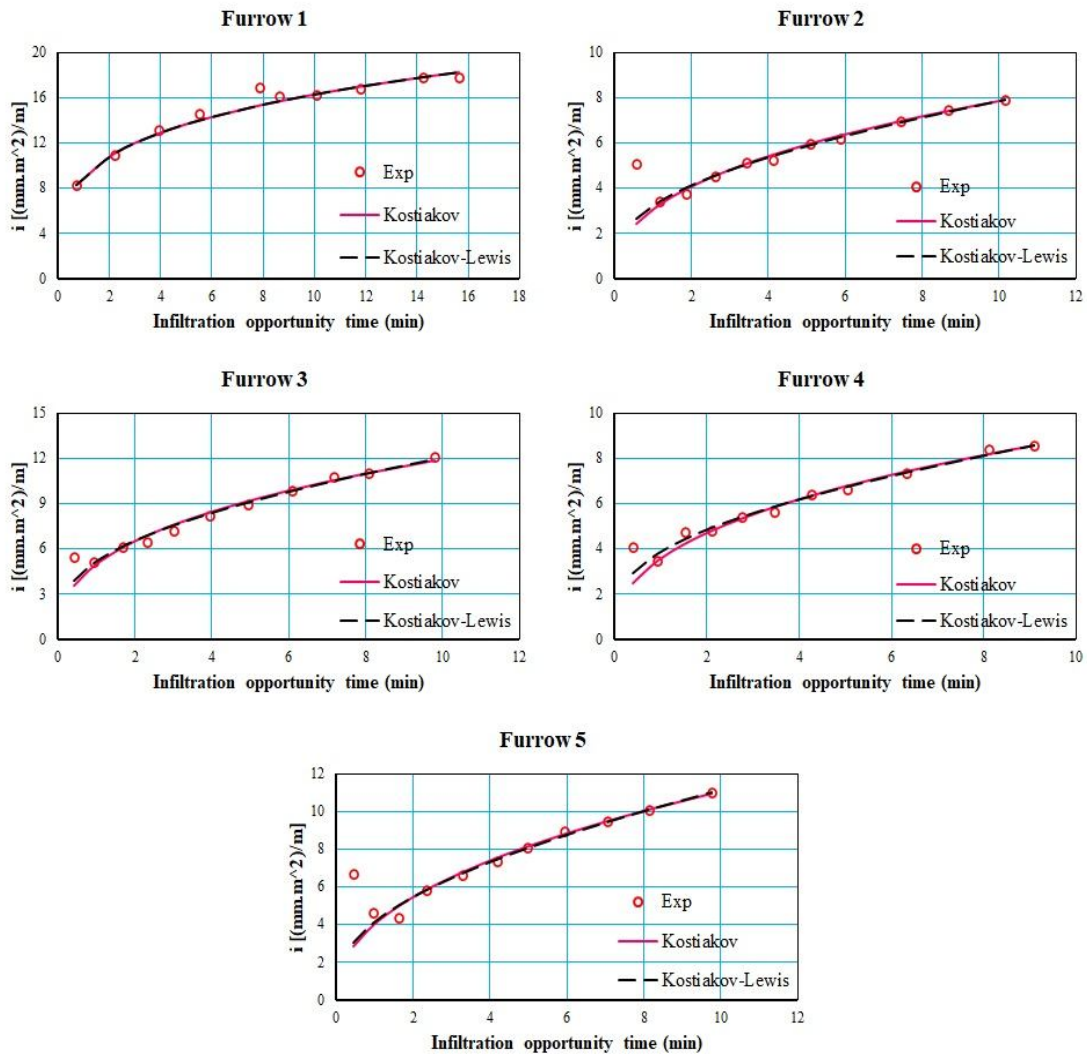 Furrow 1
20
16
12
8
4
0
i [(mm.m^2)/m]
Exp
Kostiakov
Kostiakov-Lewis
0 2 4 6 8 10 12 14 16 18
Infiltration opportunity time (min)
Furrow 2
10
8
6
4
2
0
i [(mm.m^2)/m]
Exp
Kostiakov
Kostiakov-Lewis
0 2 4 6 8 10 12
Infiltration opportunity time (min)
Furrow 3
15
12
9
6
3
0
i [(mm.m^2)/m]
Exp
Kostiakov
Kostiakov-Lewis
0 2 4 6 8 10 12
Infiltration opportunity time (min)
Furrow 4
10
8
6
4
2
0
i [(mm.m^2)/m]
Exp
Kostiakov
Kostiakov-Lewis
0 2 4 6 8 10
Infiltration opportunity time (min)
Furrow 5
12
10
8
6
4
2
0
i [(mm.m^2)/m]
Exp
Kostiakov
Kostiakov-Lewis
0 2 4 6 8 10 12
Infiltration opportunity time (min)